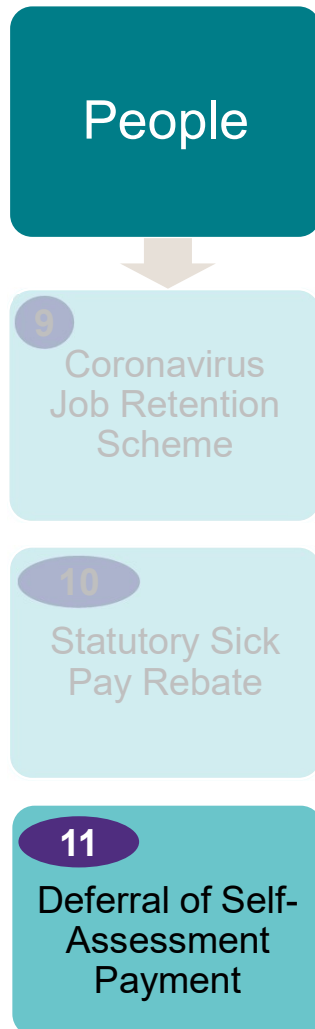 People
9
Coronavirus
Job Retention
Scheme
10
Statutory Sick
Pay Rebate
11
Deferral of Self-
Assessment
Payment